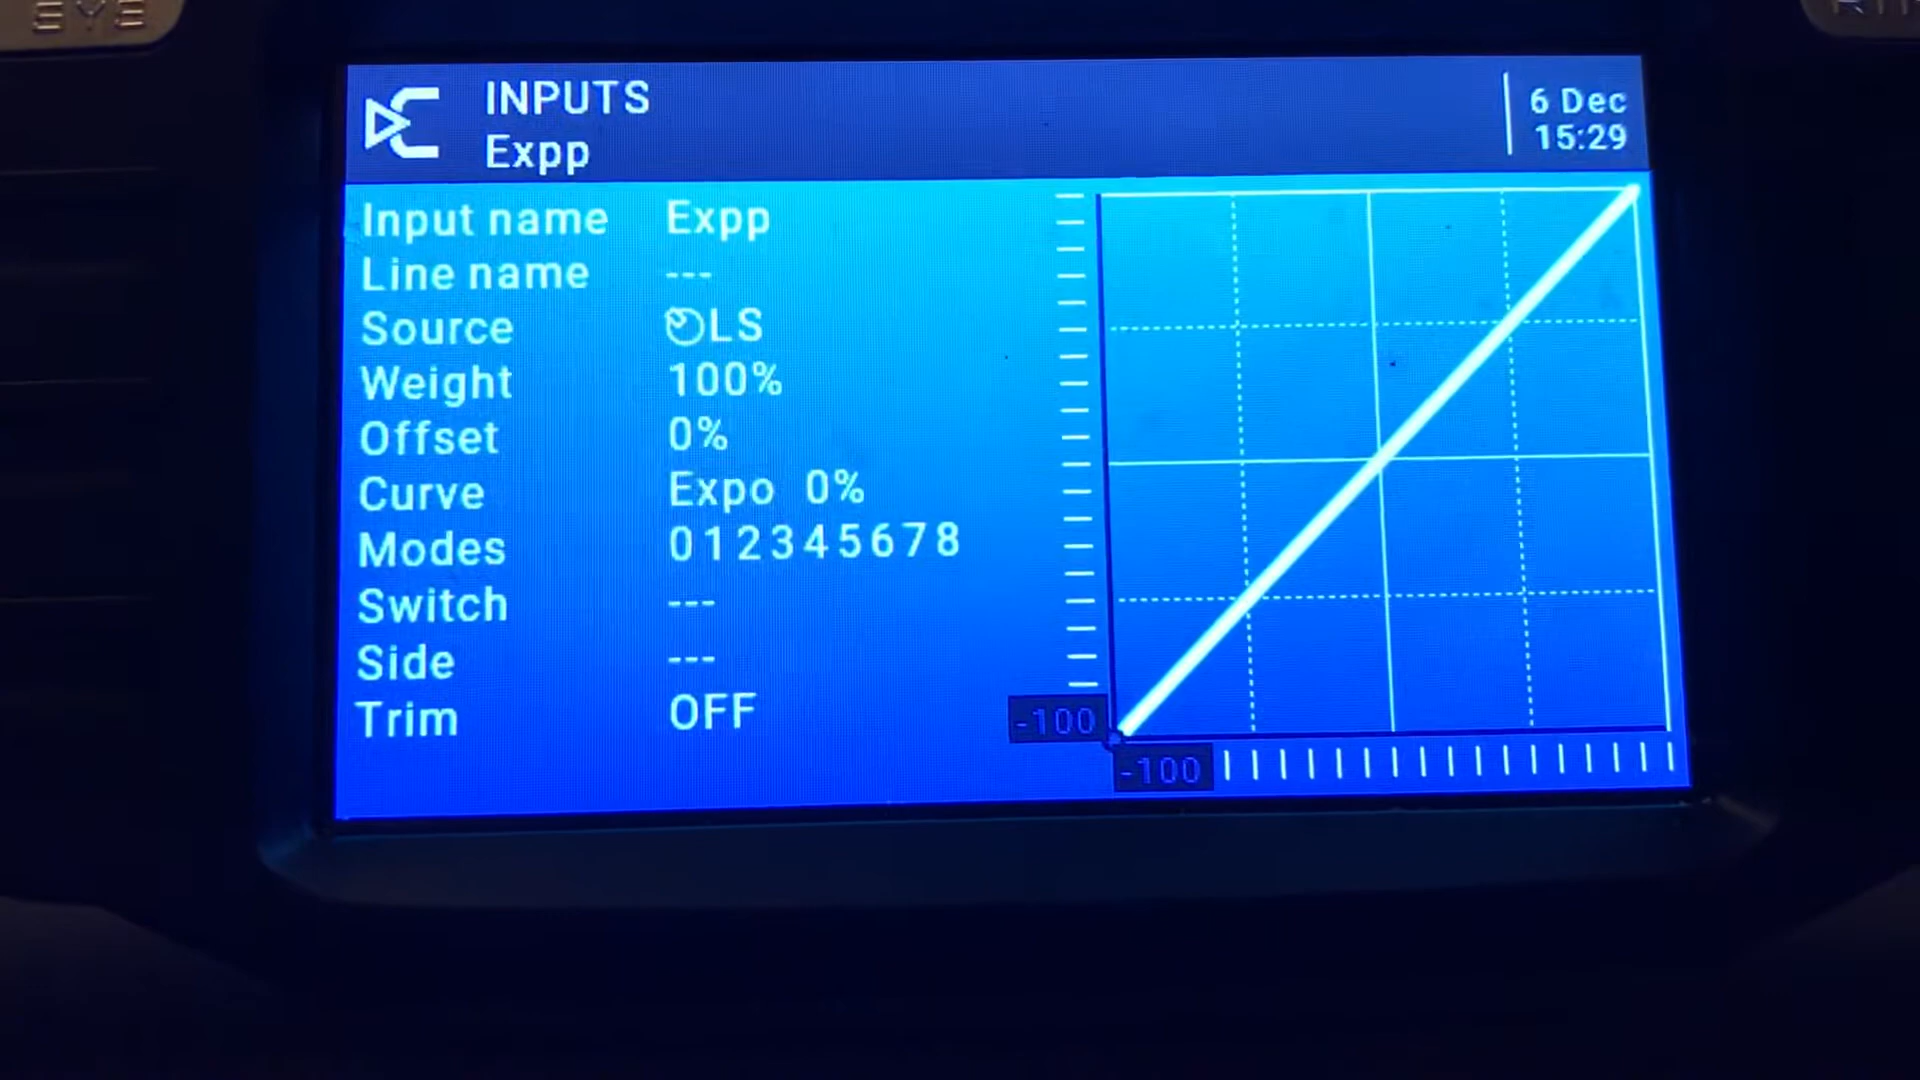 EYE
INPUTS
Expp
6 Dec
15:29
Input name Expp
Line name ---
Source LS
Weight 100%
Offset 0%
Curve Expo 0%
Modes 012345678
Switch ---
Side ---
Trim OFF
-100
-100